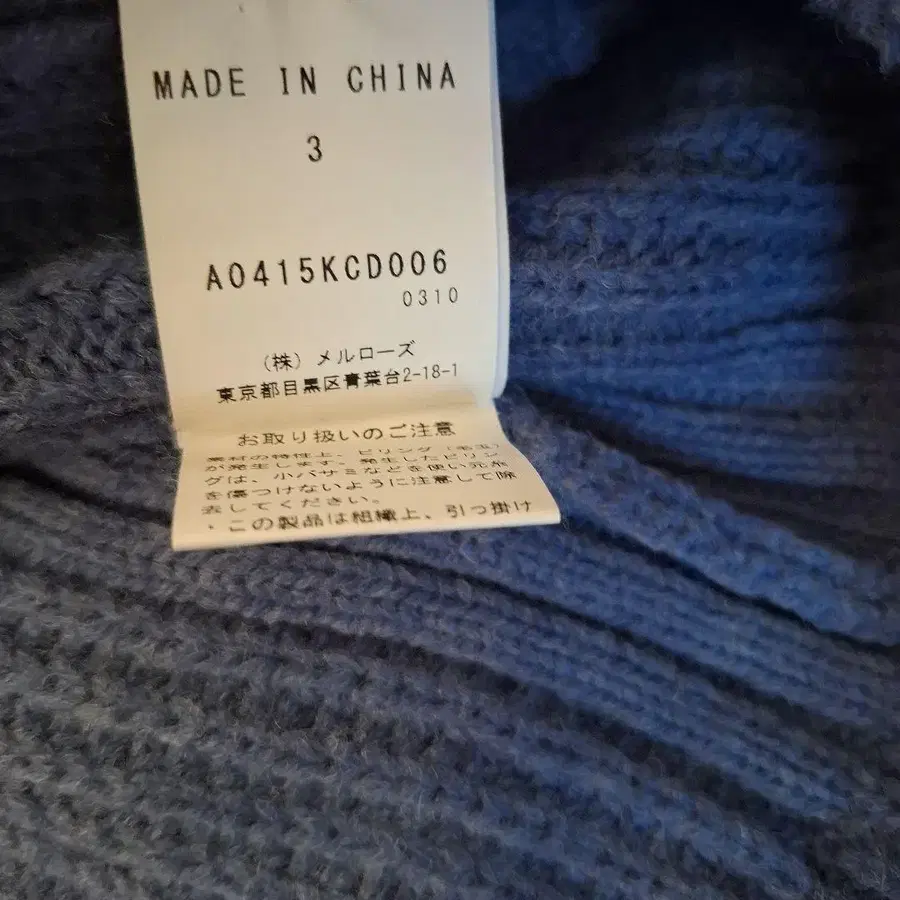 MADE IN CHINA
3
A0415KCD006
0310
(株) メルローズ
東京都目黒区青葉台2-18-1
お取り扱いのご注意
素材の特性上、ピリング(毛玉)
が発生します。発生したピリン
グは、小バサミなどを使い元糸
を傷つけないように注意して除
去してください。
・この製品は組織上、引っ掛け